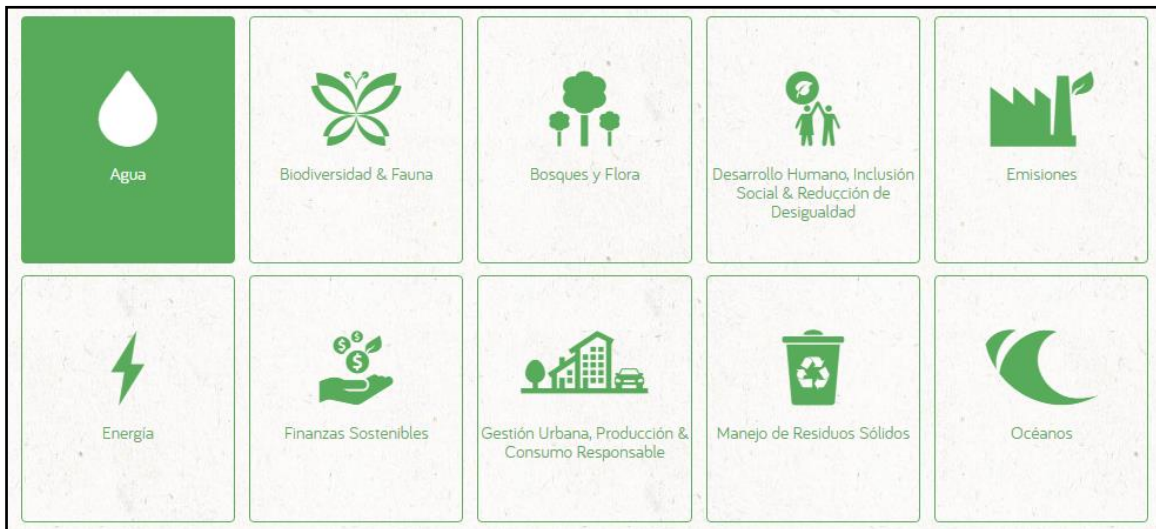 Agua
Biodiversidad & Fauna
Bosques y Flora
Desarrollo Humano, Inclusión
Social & Reducción de
Desigualdad
Emisiones
Energía
$ $
$
Finanzas Sostenibles
Gestión Urbana, Producción &
Consumo Responsable
Manejo de Residuos Sólidos
Océanos